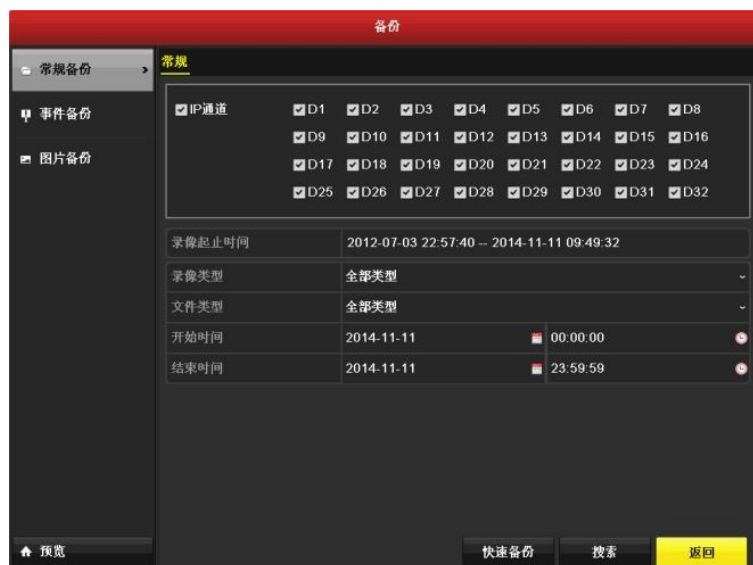 备份
常规备份
事件备份
图片备份
预览
常规
IP通道 D1 D2 D3 D4 D5 D6 D7 D8
D9 D10 D11 D12 D13 D14 D15 D16
D17 D18 D19 D20 D21 D22 D23 D24
D25 D26 D27 D28 D29 D30 D31 D32
录像起止时间 2012-07-03 22:57:40 -- 2014-11-11 09:49:32
录像类型 全部类型
文件类型 全部类型
开始时间 2014-11-11 00:00:00
结束时间 2014-11-11 23:59:59
快速备份 搜索 返回